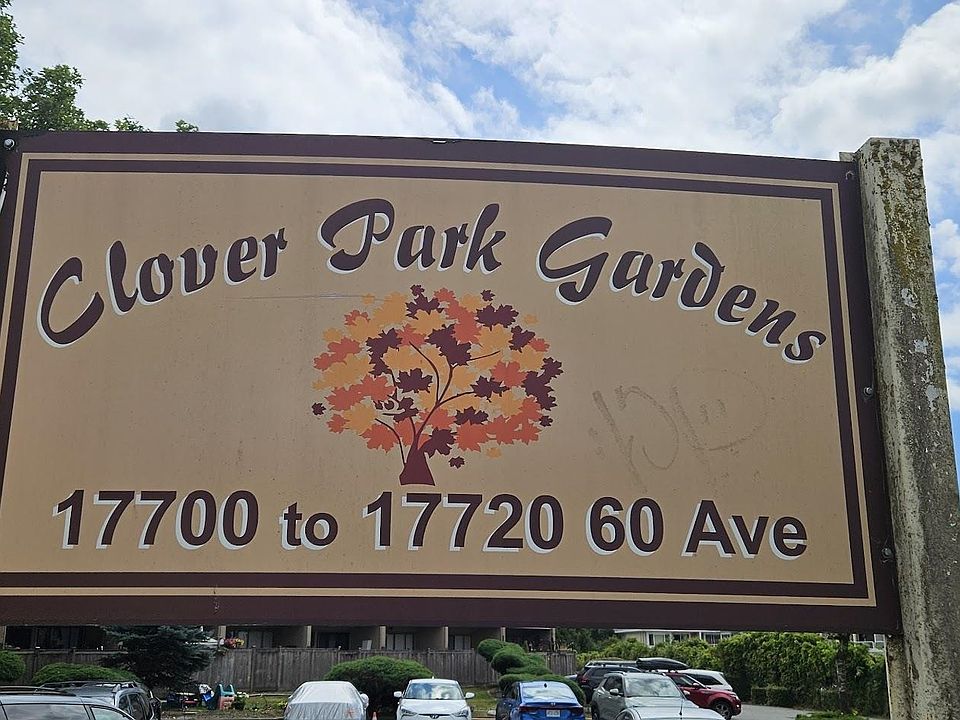 Clover Park Gardens
17700 to 17720 60 Ave